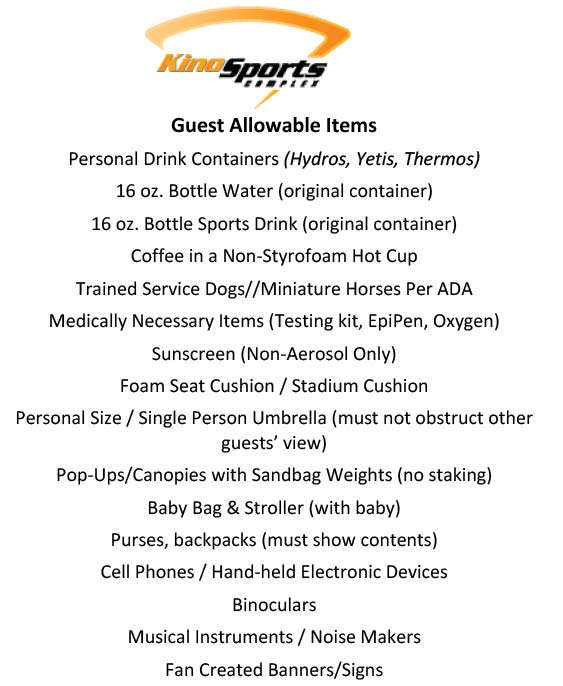 KinoSports
COMPLEX
Guest Allowable Items
Personal Drink Containers (Hydros, Yetis, Thermos)
16 oz. Bottle Water (original container)
16 oz. Bottle Sports Drink (original container)
Coffee in a Non-Styrofoam Hot Cup
Trained Service Dogs//Miniature Horses Per ADA
Medically Necessary Items (Testing kit, EpiPen, Oxygen)
Sunscreen (Non-Aerosol Only)
Foam Seat Cushion / Stadium Cushion
Personal Size / Single Person Umbrella (must not obstruct other
guests’ view)
Pop-Ups/Canopies with Sandbag Weights (no staking)
Baby Bag & Stroller (with baby)
Purses, backpacks (must show contents)
Cell Phones / Hand-held Electronic Devices
Binoculars
Musical Instruments / Noise Makers
Fan Created Banners/Signs